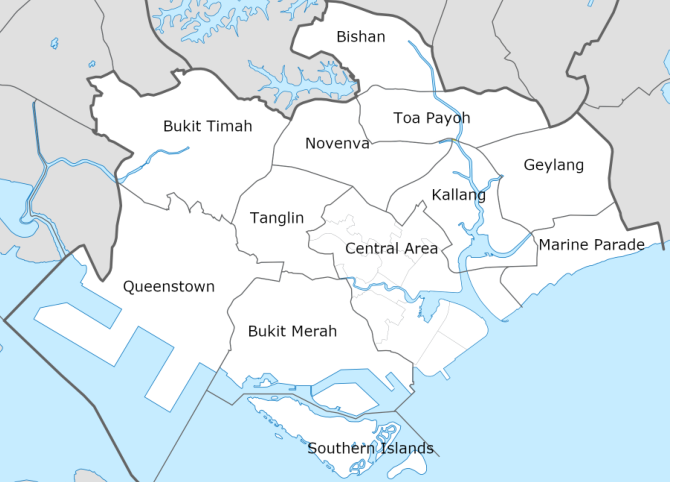 Bishan
Toa Payoh
Bukit Timah
Novenva
Geylang
Kallang
Tanglin
Central Area
Marine Parade
Queenstown
Bukit Merah
Southern Islands